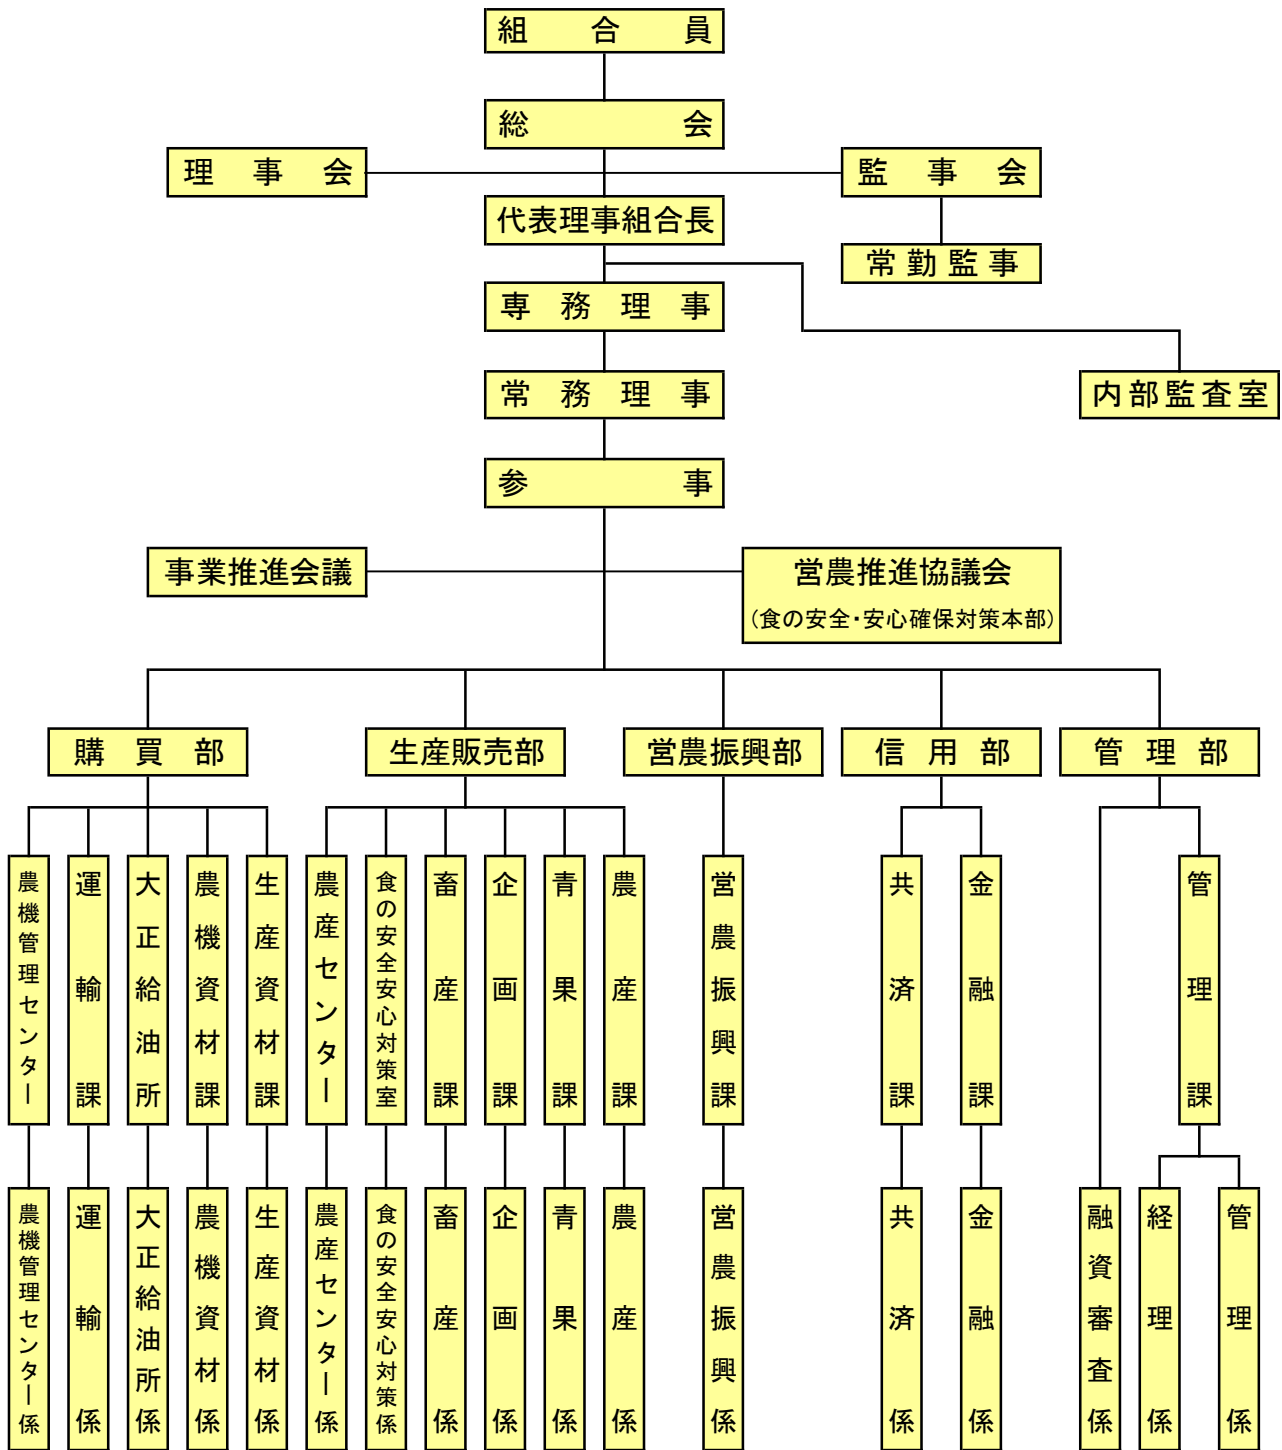 組合員
総会
理事会
監事会
代表理事組合長
常勤監事
専務理事
常務理事
内部監査室
参事
事業推進会議
営農推進協議会
(食の安全・安心確保対策本部)
購買部
生産販売部
営農振興部
信用部
管理部
農機管理センター
運輸課
大正給油所
農機資材課
生産資材課
農産センター
食の安全安心対策室
畜産課
企画課
青果課
農産課
営農振興課
共済課
金融課
管理課
農機管理センター係
運輸係
大正給油所係
農機資材係
生産資材係
農産センター係
食の安全安心対策係
畜産係
企画係
青果係
農産係
営農振興係
共済係
金融係
融資審査係
経理係
管理係